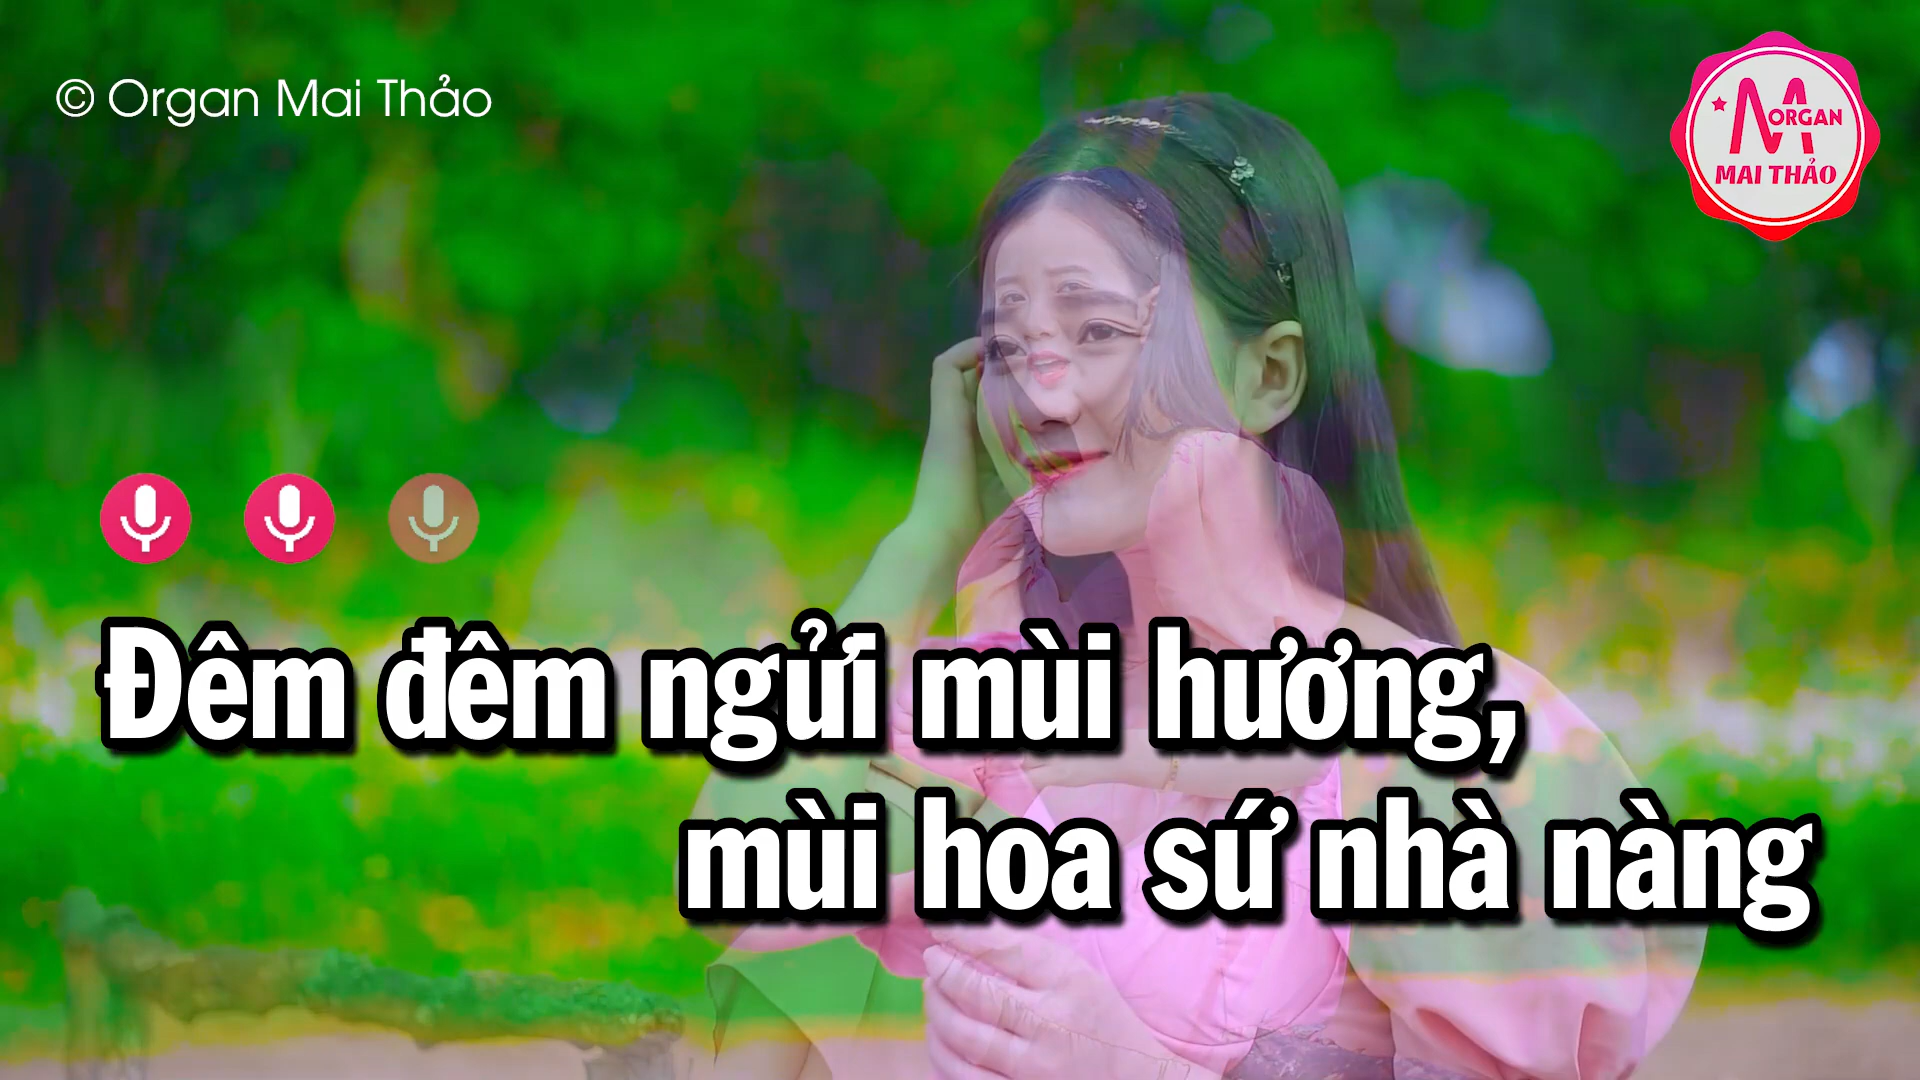 © Organ Mai Thảo
M ORGAN
MAI THẢO
Đêm đêm ngửi mùi hương,
mùi hoa sứ nhà nàng